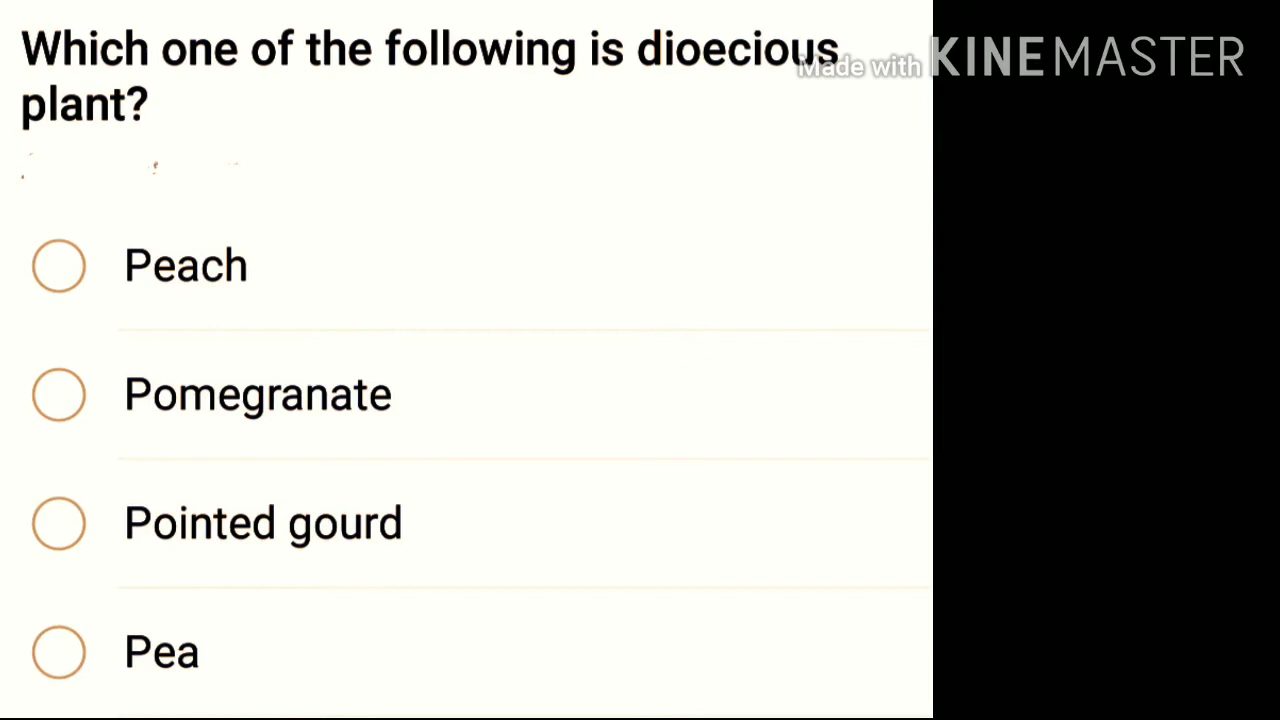 Which one of the following is dioecious
plant?
Made with KINEMASTER
Peach
Pomegranate
Pointed gourd
Pea